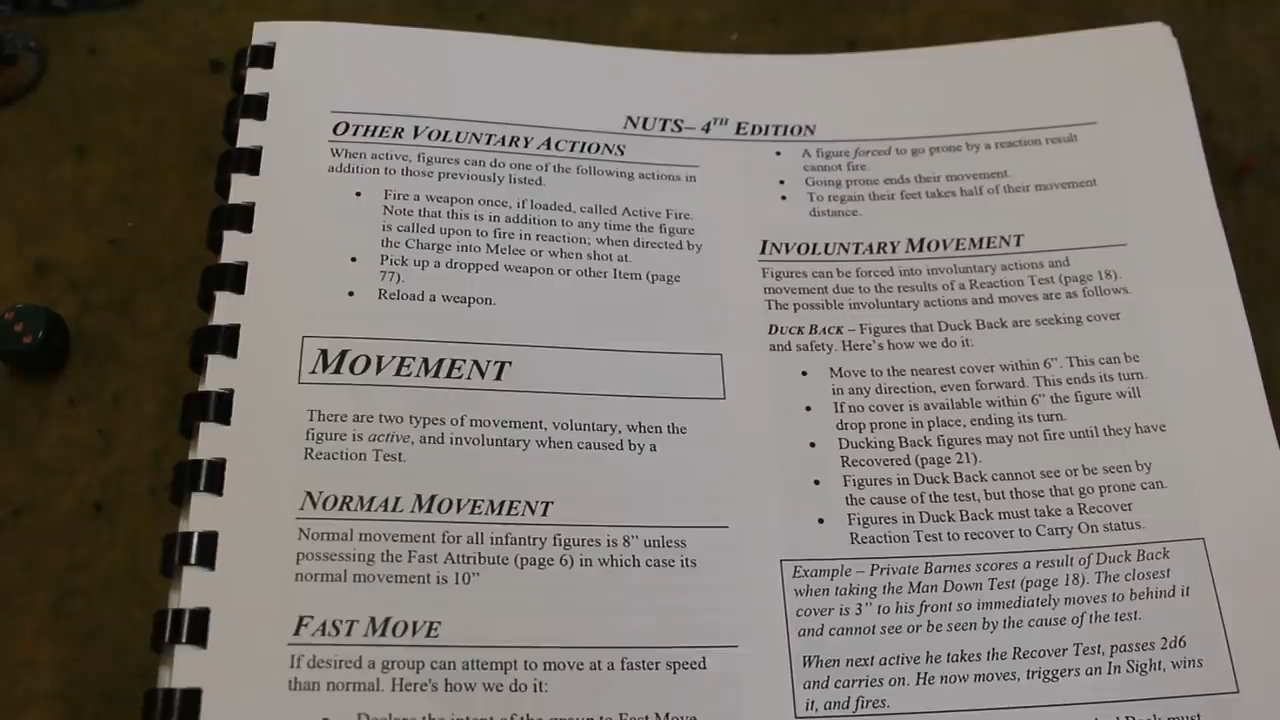 NUTS– 4TH EDITION
OTHER VOLUNTARY ACTIONS
When active, figures can do one of the following actions in
addition to those previously listed.
• Fire a weapon once, if loaded, called Active Fire.
Note that this is in addition to any time the figure
is called upon to fire in reaction; when directed by
the Charge into Melee or when shot at.
• Pick up a dropped weapon or other Item (page
77).
• Reload a weapon.
MOVEMENT
There are two types of movement, voluntary, when the
figure is active, and involuntary when caused by a
Reaction Test.
NORMAL MOVEMENT
Normal movement for all infantry figures is 8” unless
possessing the Fast Attribute (page 6) in which case its
normal movement is 10”
FAST MOVE
If desired a group can attempt to move at a faster speed
than normal. Here's how we do it:
• Declare the intent of the group to Fast Move
• A figure forced to go prone by a reaction result
cannot fire.
• Going prone ends their movement.
• To regain their feet takes half of their movement
distance.
INVOLUNTARY MOVEMENT
Figures can be forced into involuntary actions and
movement due to the results of a Reaction Test (page 18).
The possible involuntary actions and moves are as follows.
DUCK BACK – Figures that Duck Back are seeking cover
and safety. Here’s how we do it:
• Move to the nearest cover within 6”. This can be
in any direction, even forward. This ends its turn.
• If no cover is available within 6” the figure will
drop prone in place, ending its turn.
• Ducking Back figures may not fire until they have
Recovered (page 21).
• Figures in Duck Back cannot see or be seen by
the cause of the test, but those that go prone can.
• Figures in Duck Back must take a Recover
Reaction Test to recover to Carry On status.
Example – Private Barnes scores a result of Duck Back
when taking the Man Down Test (page 18). The closest
cover is 3” to his front so immediately moves to behind it
and cannot see or be seen by the cause of the test.
When next active he takes the Recover Test, passes 2d6
and carries on. He now moves, triggers an In Sight, wins
it, and fires.